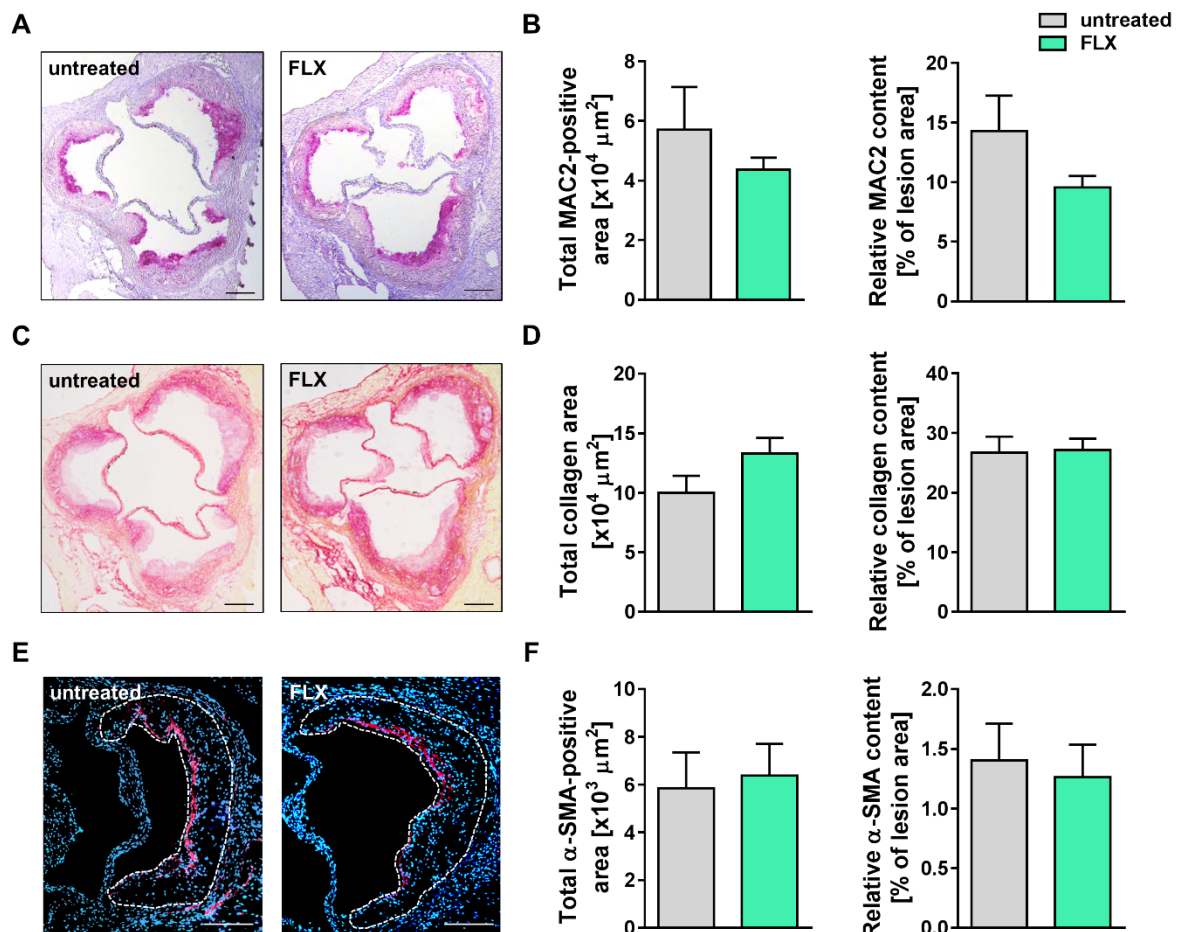 untreated
FLX
A
untreated
FLX
B
Total MAC2-positive
area [x10⁴ μm²]
8
6
4
2
0
Relative MAC2 content
[% of lesion area]
20
15
10
5
0
C
untreated
FLX
D
Total collagen area
[x10⁴ μm²]
20
15
10
5
0
Relative collagen content
[% of lesion area]
40
30
20
10
0
E
untreated
FLX
F
Total α-SMA-positive
area [x10³ μm²]
10
8
6
4
2
0
Relative α-SMA content
[% of lesion area]
2.0
1.5
1.0
0.5
0.0